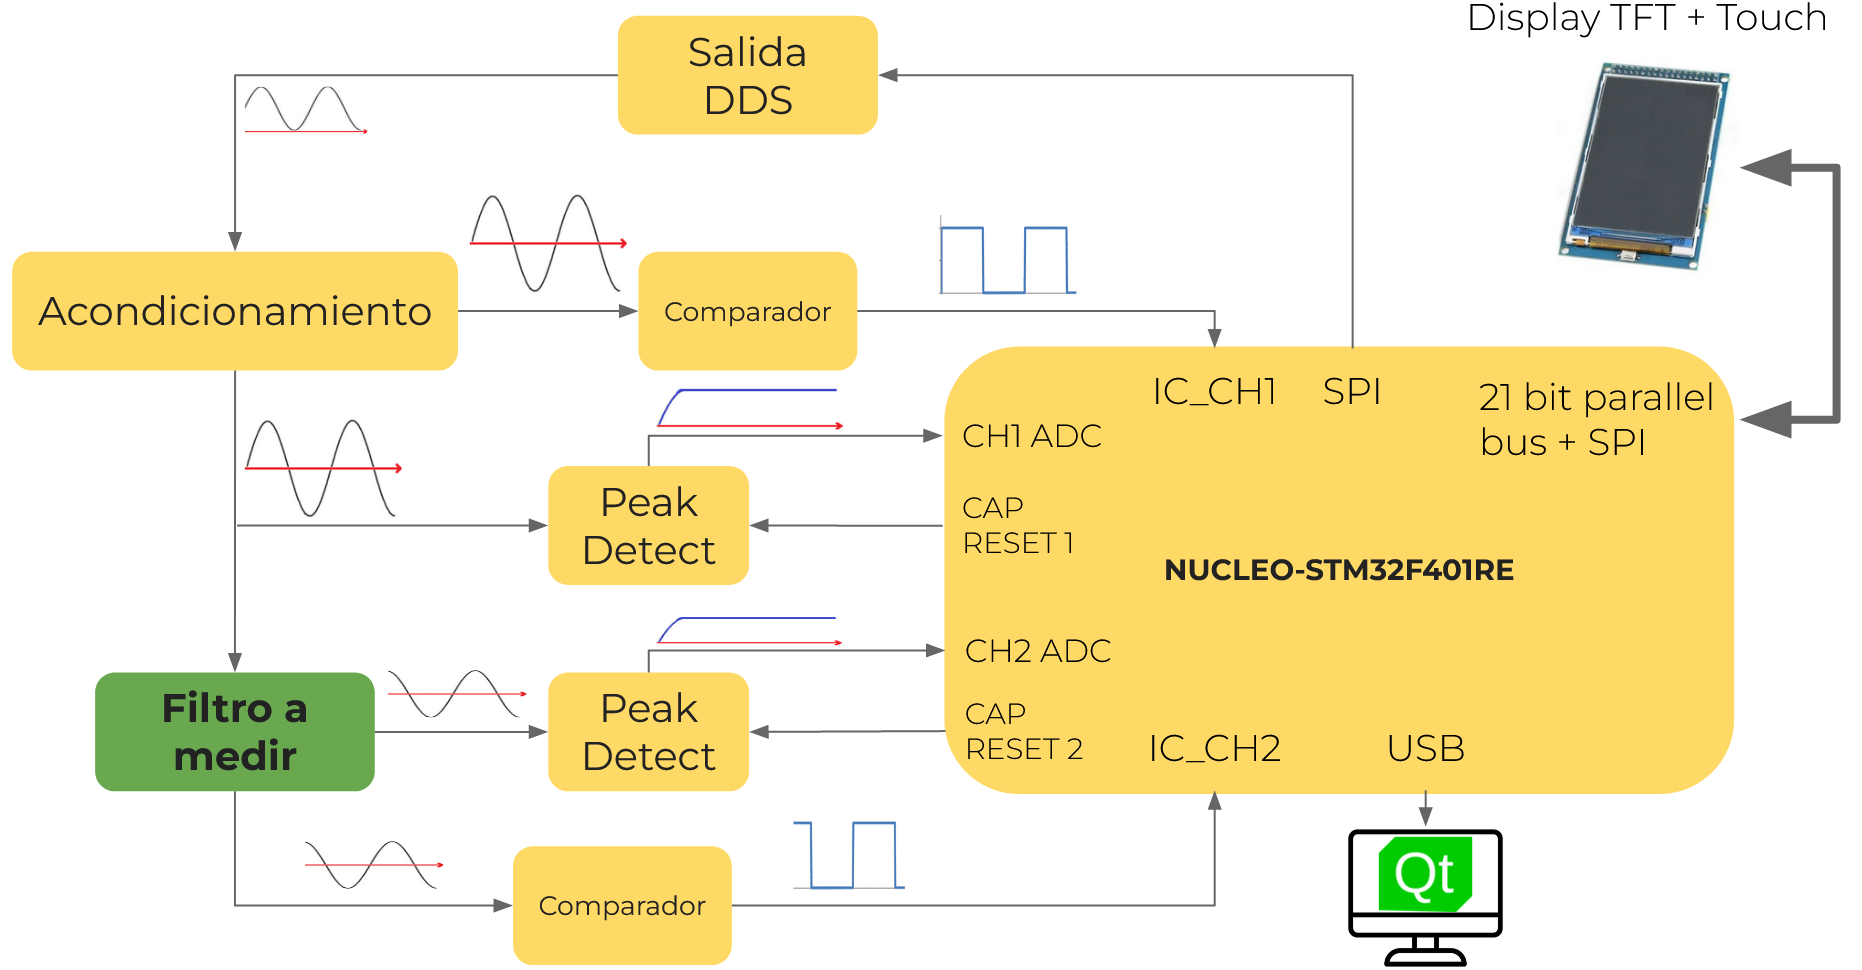 Display TFT + Touch
Salida
DDS
Acondicionamiento
Comparador
IC_CH1
SPI
21 bit parallel
bus + SPI
CH1 ADC
Peak
Detect
CAP
RESET 1
NUCLEO-STM32F401RE
CH2 ADC
Filtro a
medir
Peak
Detect
CAP
RESET 2
IC_CH2
USB
Comparador
Qt